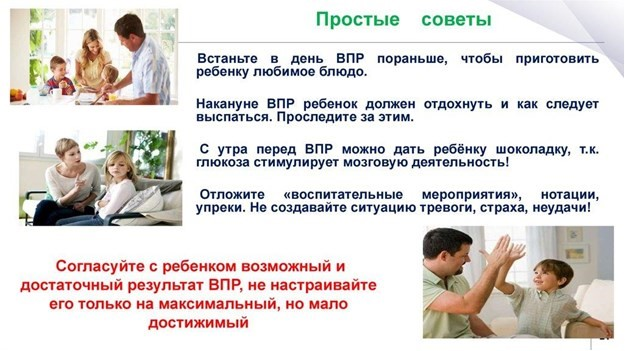 Простые советы
Встаньте в день ВПР пораньше, чтобы приготовить
ребенку любимое блюдо.
Накануне ВПР ребенок должен отдохнуть и как следует
выспаться. Проследите за этим.
С утра перед ВПР можно дать ребёнку шоколадку, т.к.
глюкоза стимулирует мозговую деятельность!
Отложите «воспитательные мероприятия», нотации,
упреки. Не создавайте ситуацию тревоги, страха, неудачи!
Согласуйте с ребенком возможный и
достаточный результат ВПР, не настраивайте
его только на максимальный, но мало
достижимый